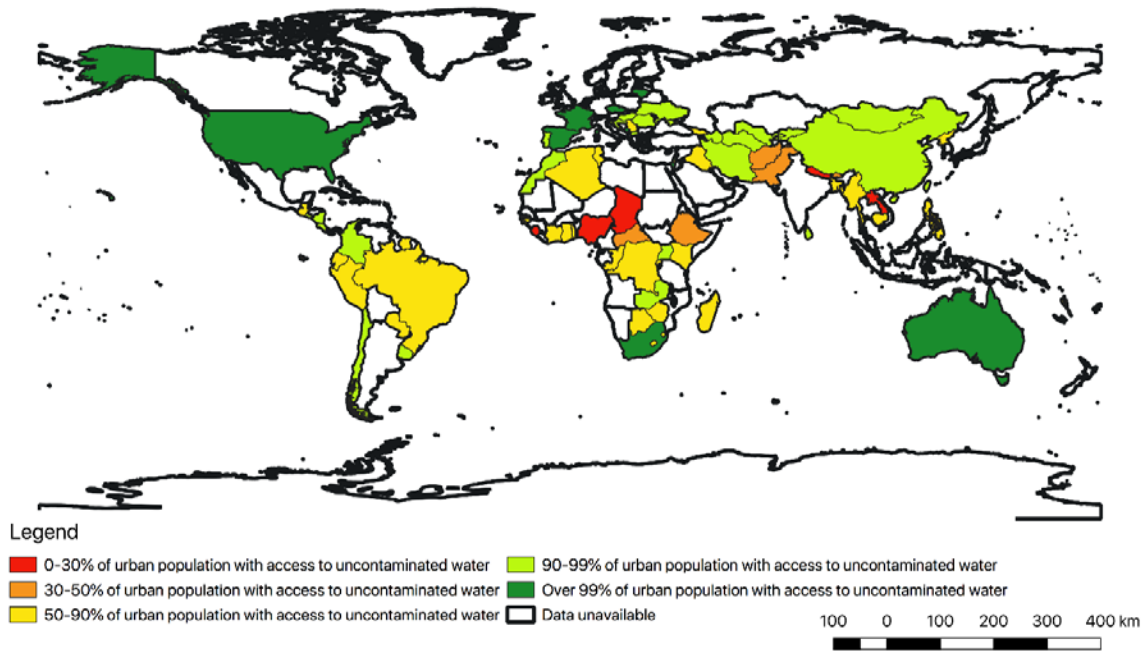 Legend
0-30% of urban population with access to uncontaminated water
90-99% of urban population with access to uncontaminated water
30-50% of urban population with access to uncontaminated water
Over 99% of urban population with access to uncontaminated water
50-90% of urban population with access to uncontaminated water
Data unavailable
100 0 100 200 300 400 km